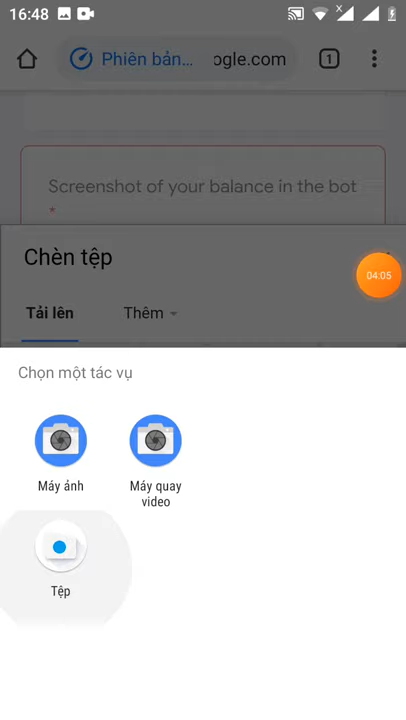 16:48
Phiên bản... ogle.com
1
Screenshot of your balance in the bot
*
Chèn tệp
04:05
Tải lên Thêm
Chọn một tác vụ
Máy ảnh Máy quay
video
Tệp